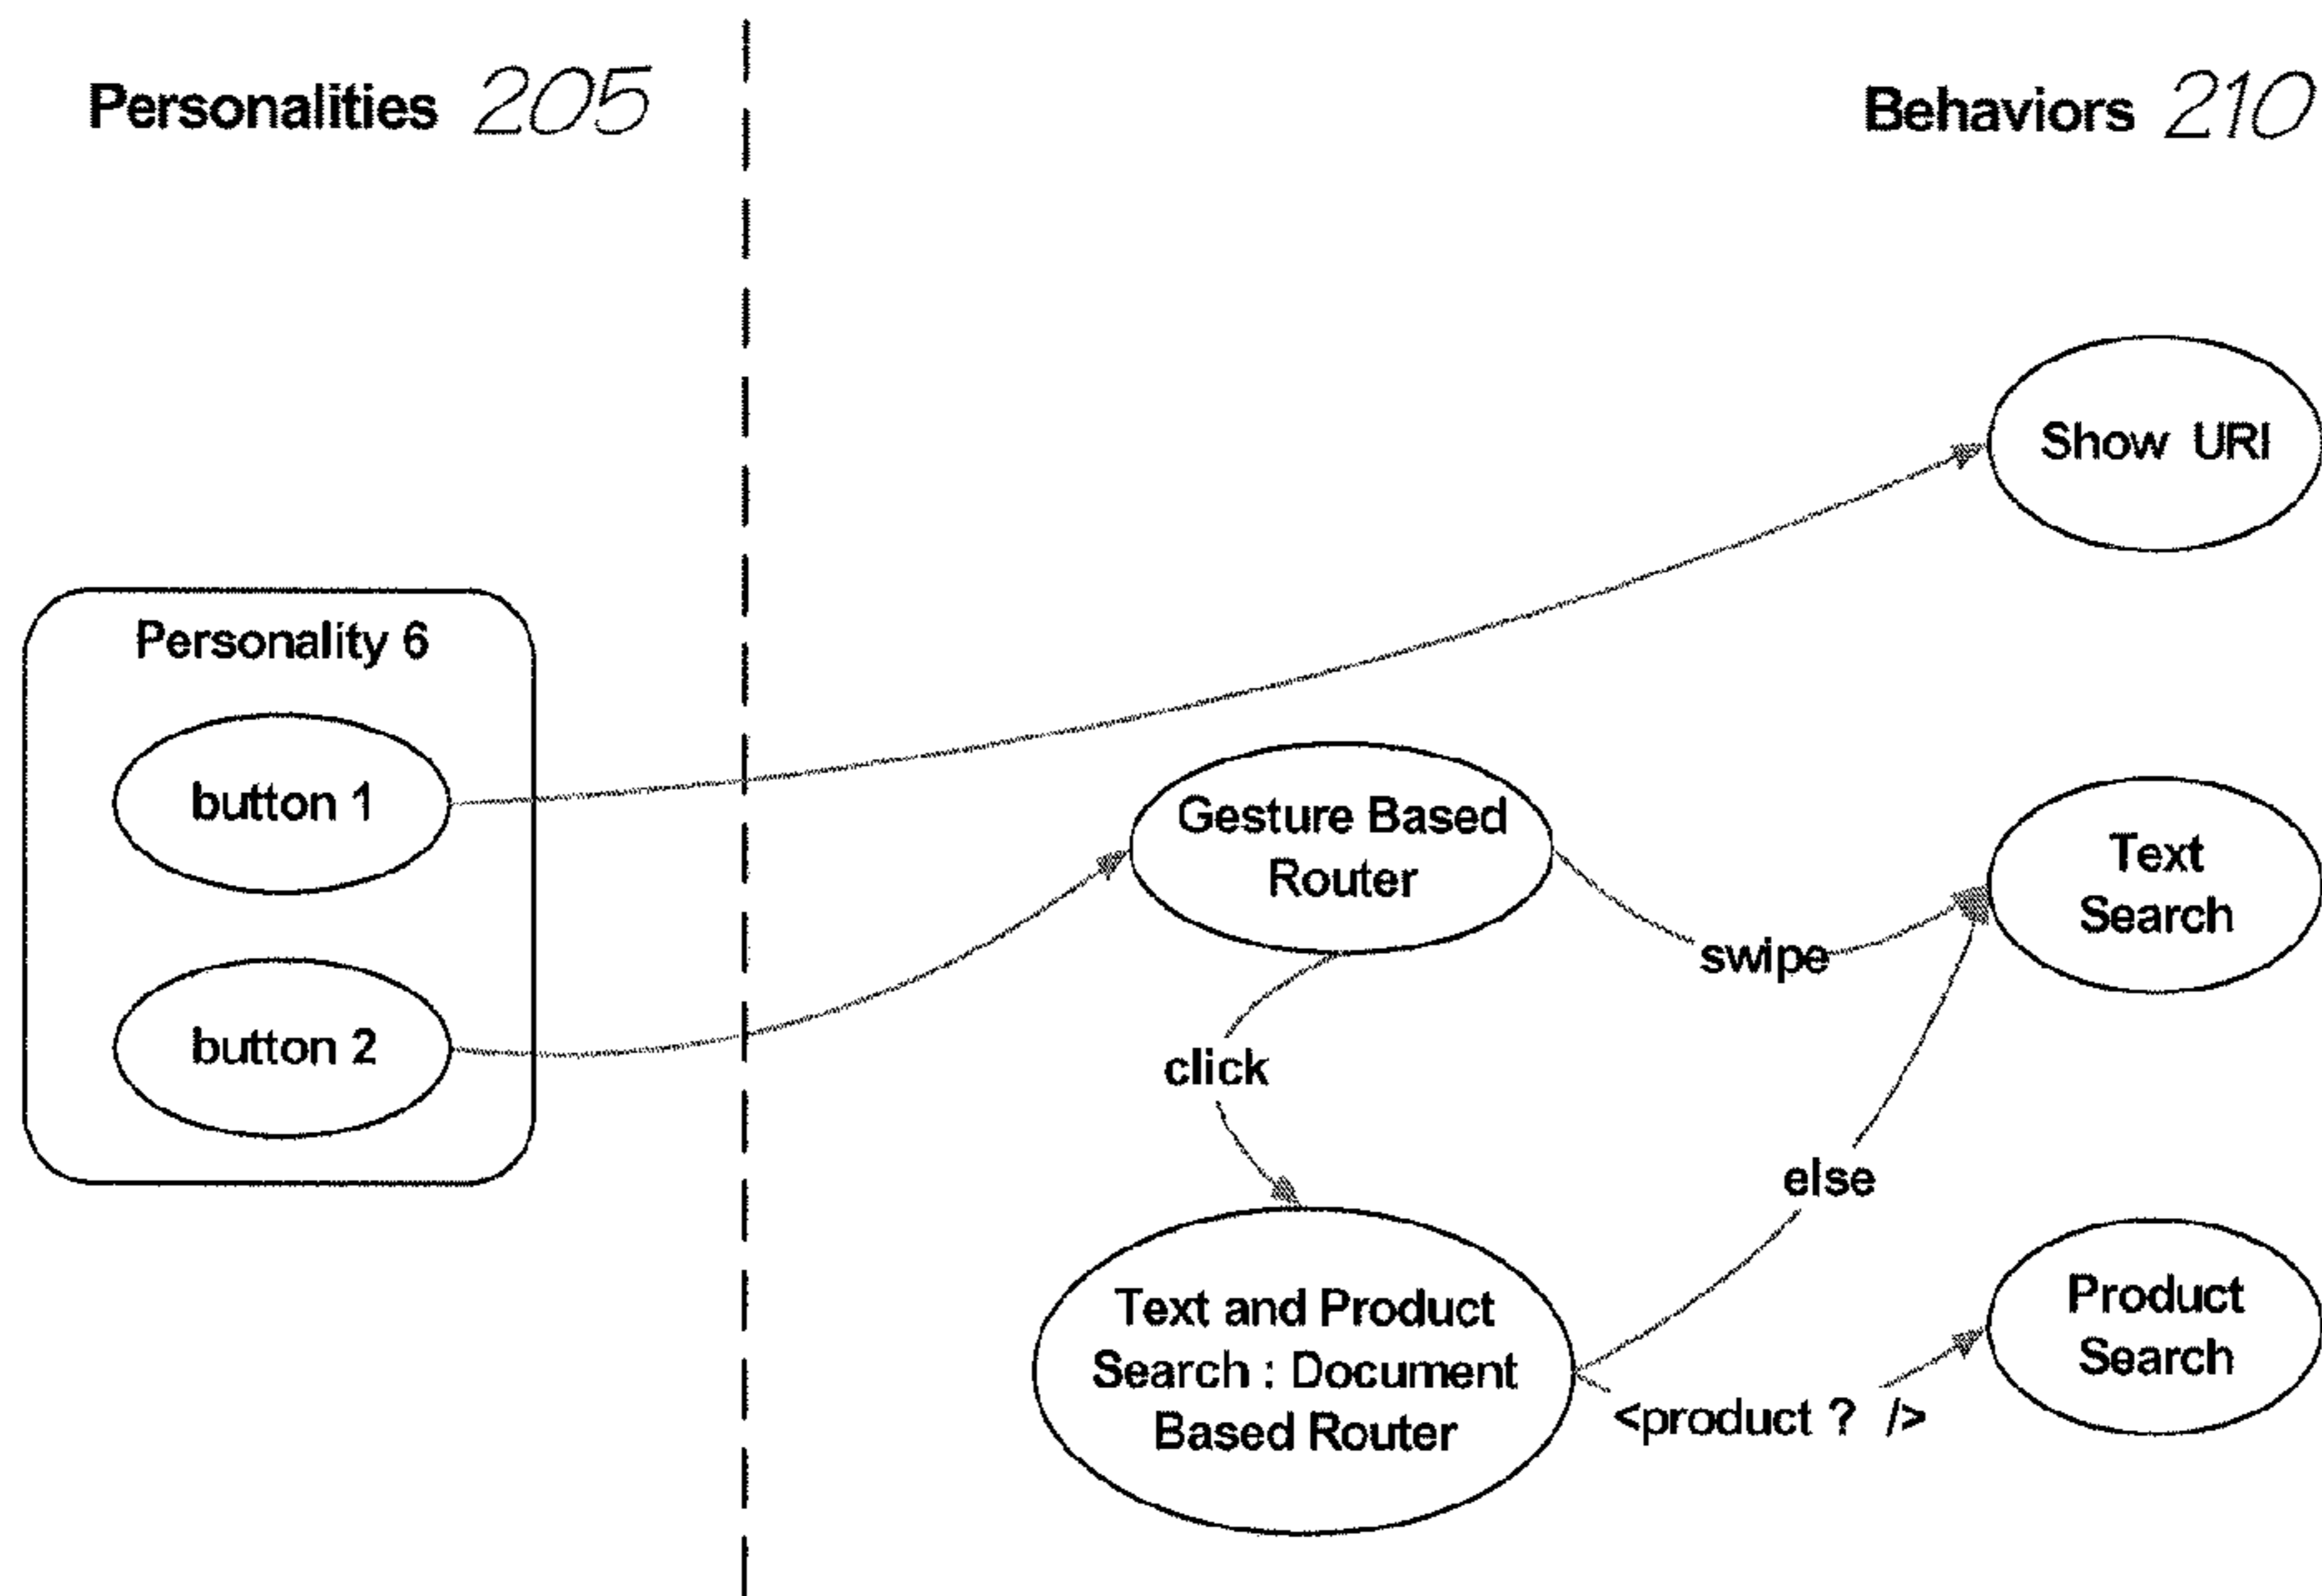 Personalities 205
Behaviors 210
Show URI
Personality 6
button 1
button 2
Gesture Based
Router
swipe
Text
Search
click
else
Text and Product
Search : Document
Based Router
<product ? />
Product
Search